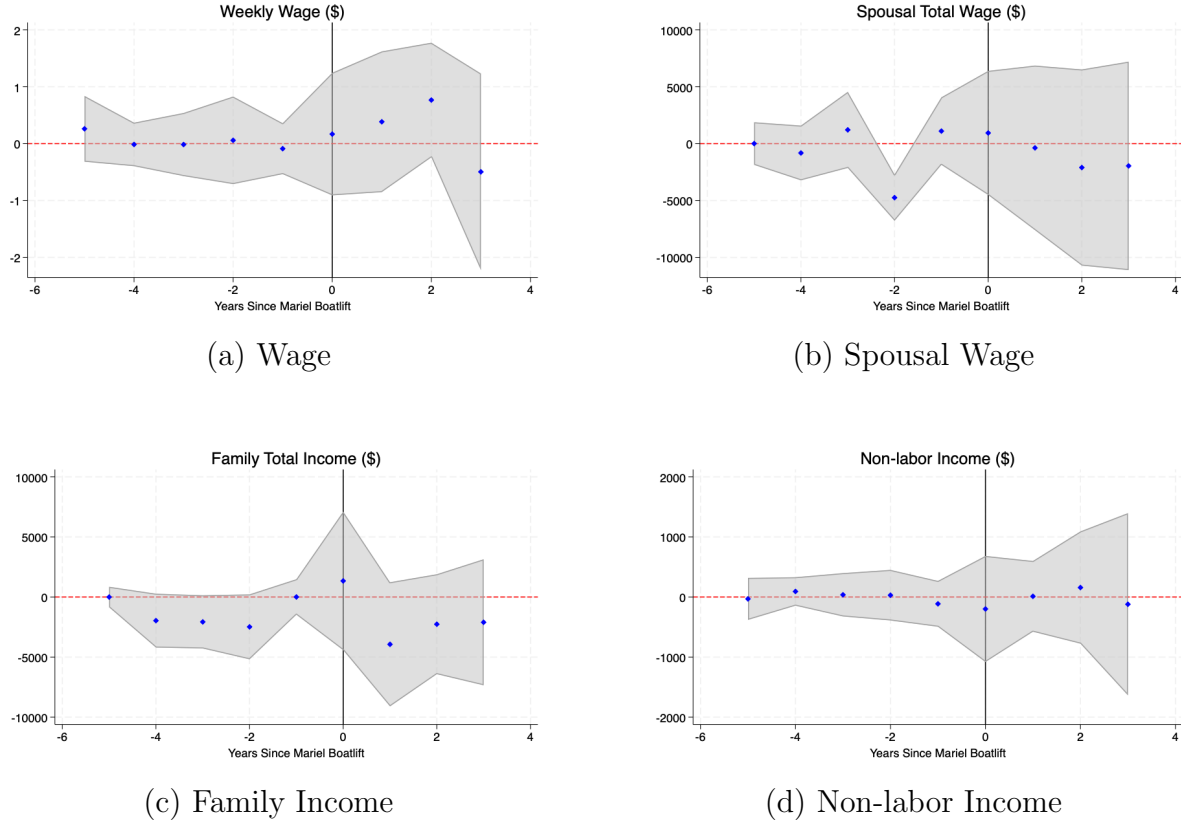 Weekly Wage ($)
2
1
0
-1
-2
-6 -4 -2 0 2 4
Years Since Mariel Boatlift
(a) Wage
Spousal Total Wage ($)
10000
5000
0
-5000
-10000
-6 -4 -2 0 2 4
Years Since Mariel Boatlift
(b) Spousal Wage
Family Total Income ($)
10000
5000
0
-5000
-10000
-6 -4 -2 0 2 4
Years Since Mariel Boatlift
(c) Family Income
Non-labor Income ($)
2000
1000
0
-1000
-2000
-6 -4 -2 0 2 4
Years Since Mariel Boatlift
(d) Non-labor Income